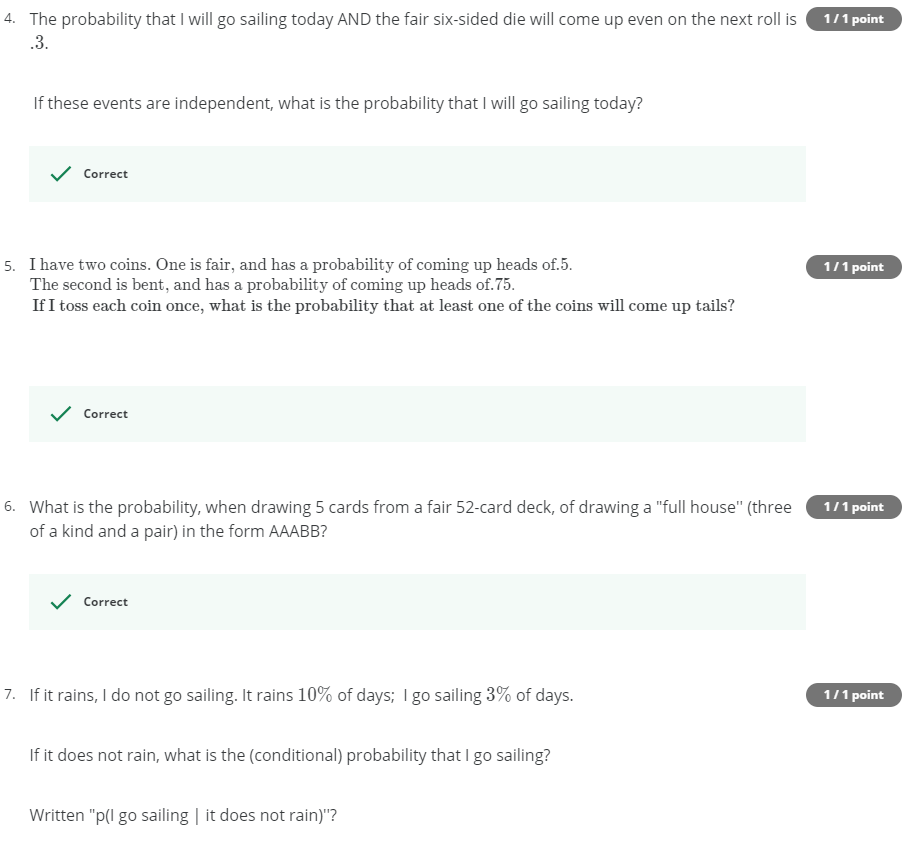 4. The probability that I will go sailing today AND the fair six-sided die will come up even on the next roll is 1 / 1 point
.3.
If these events are independent, what is the probability that I will go sailing today?
Correct
5. I have two coins. One is fair, and has a probability of coming up heads of.5. 1 / 1 point
The second is bent, and has a probability of coming up heads of.75.
If I toss each coin once, what is the probability that at least one of the coins will come up tails?
Correct
6. What is the probability, when drawing 5 cards from a fair 52-card deck, of drawing a "full house" (three 1 / 1 point
of a kind and a pair) in the form AAABB?
Correct
7. If it rains, I do not go sailing. It rains 10% of days; I go sailing 3% of days. 1 / 1 point
If it does not rain, what is the (conditional) probability that I go sailing?
Written "p(I go sailing | it does not rain)"?